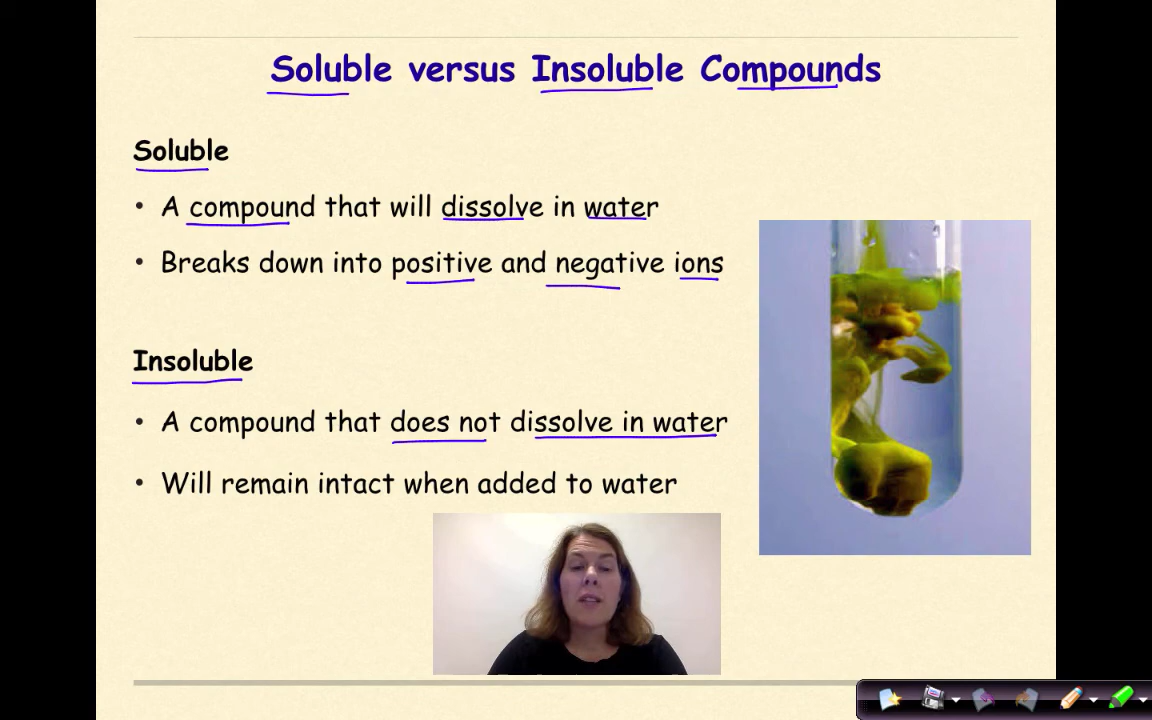 Soluble versus Insoluble Compounds
Soluble
• A compound that will dissolve in water
• Breaks down into positive and negative ions
Insoluble
• A compound that does not dissolve in water
• Will remain intact when added to water